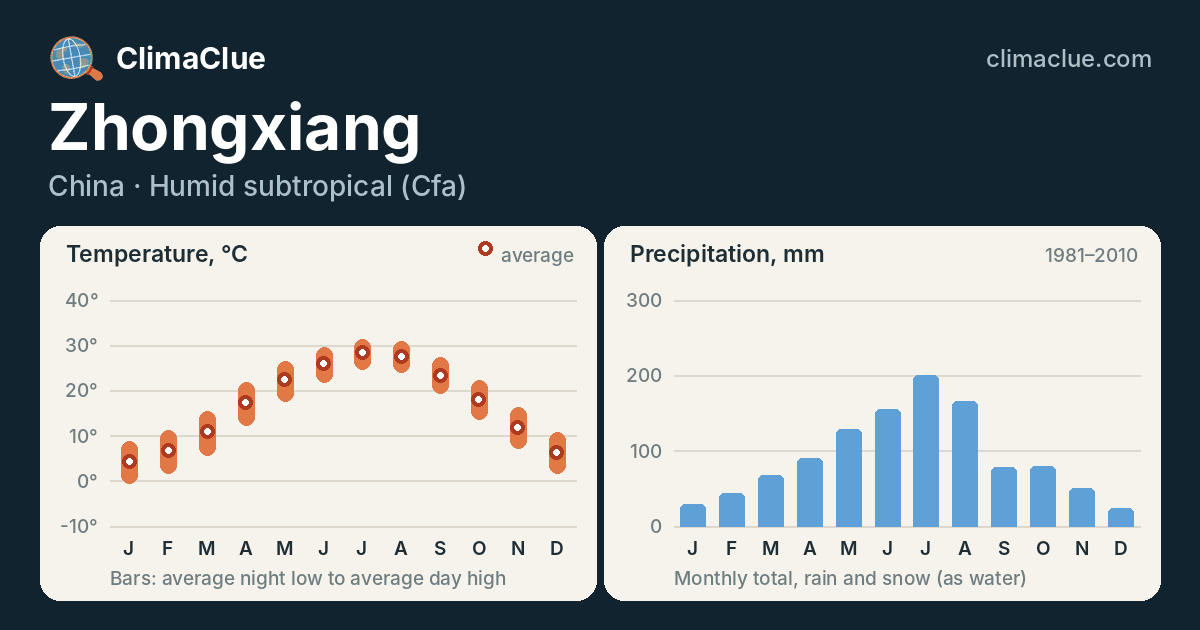 ClimaClue
climaclue.com
Zhongxiang
China · Humid subtropical (Cfa)
Temperature, °C
average
40°
30°
20°
10°
0°
-10°
J F M A M J J A S O N D
Bars: average night low to average day high
Precipitation, mm
1981–2010
300
200
100
0
J F M A M J J A S O N D
Monthly total, rain and snow (as water)